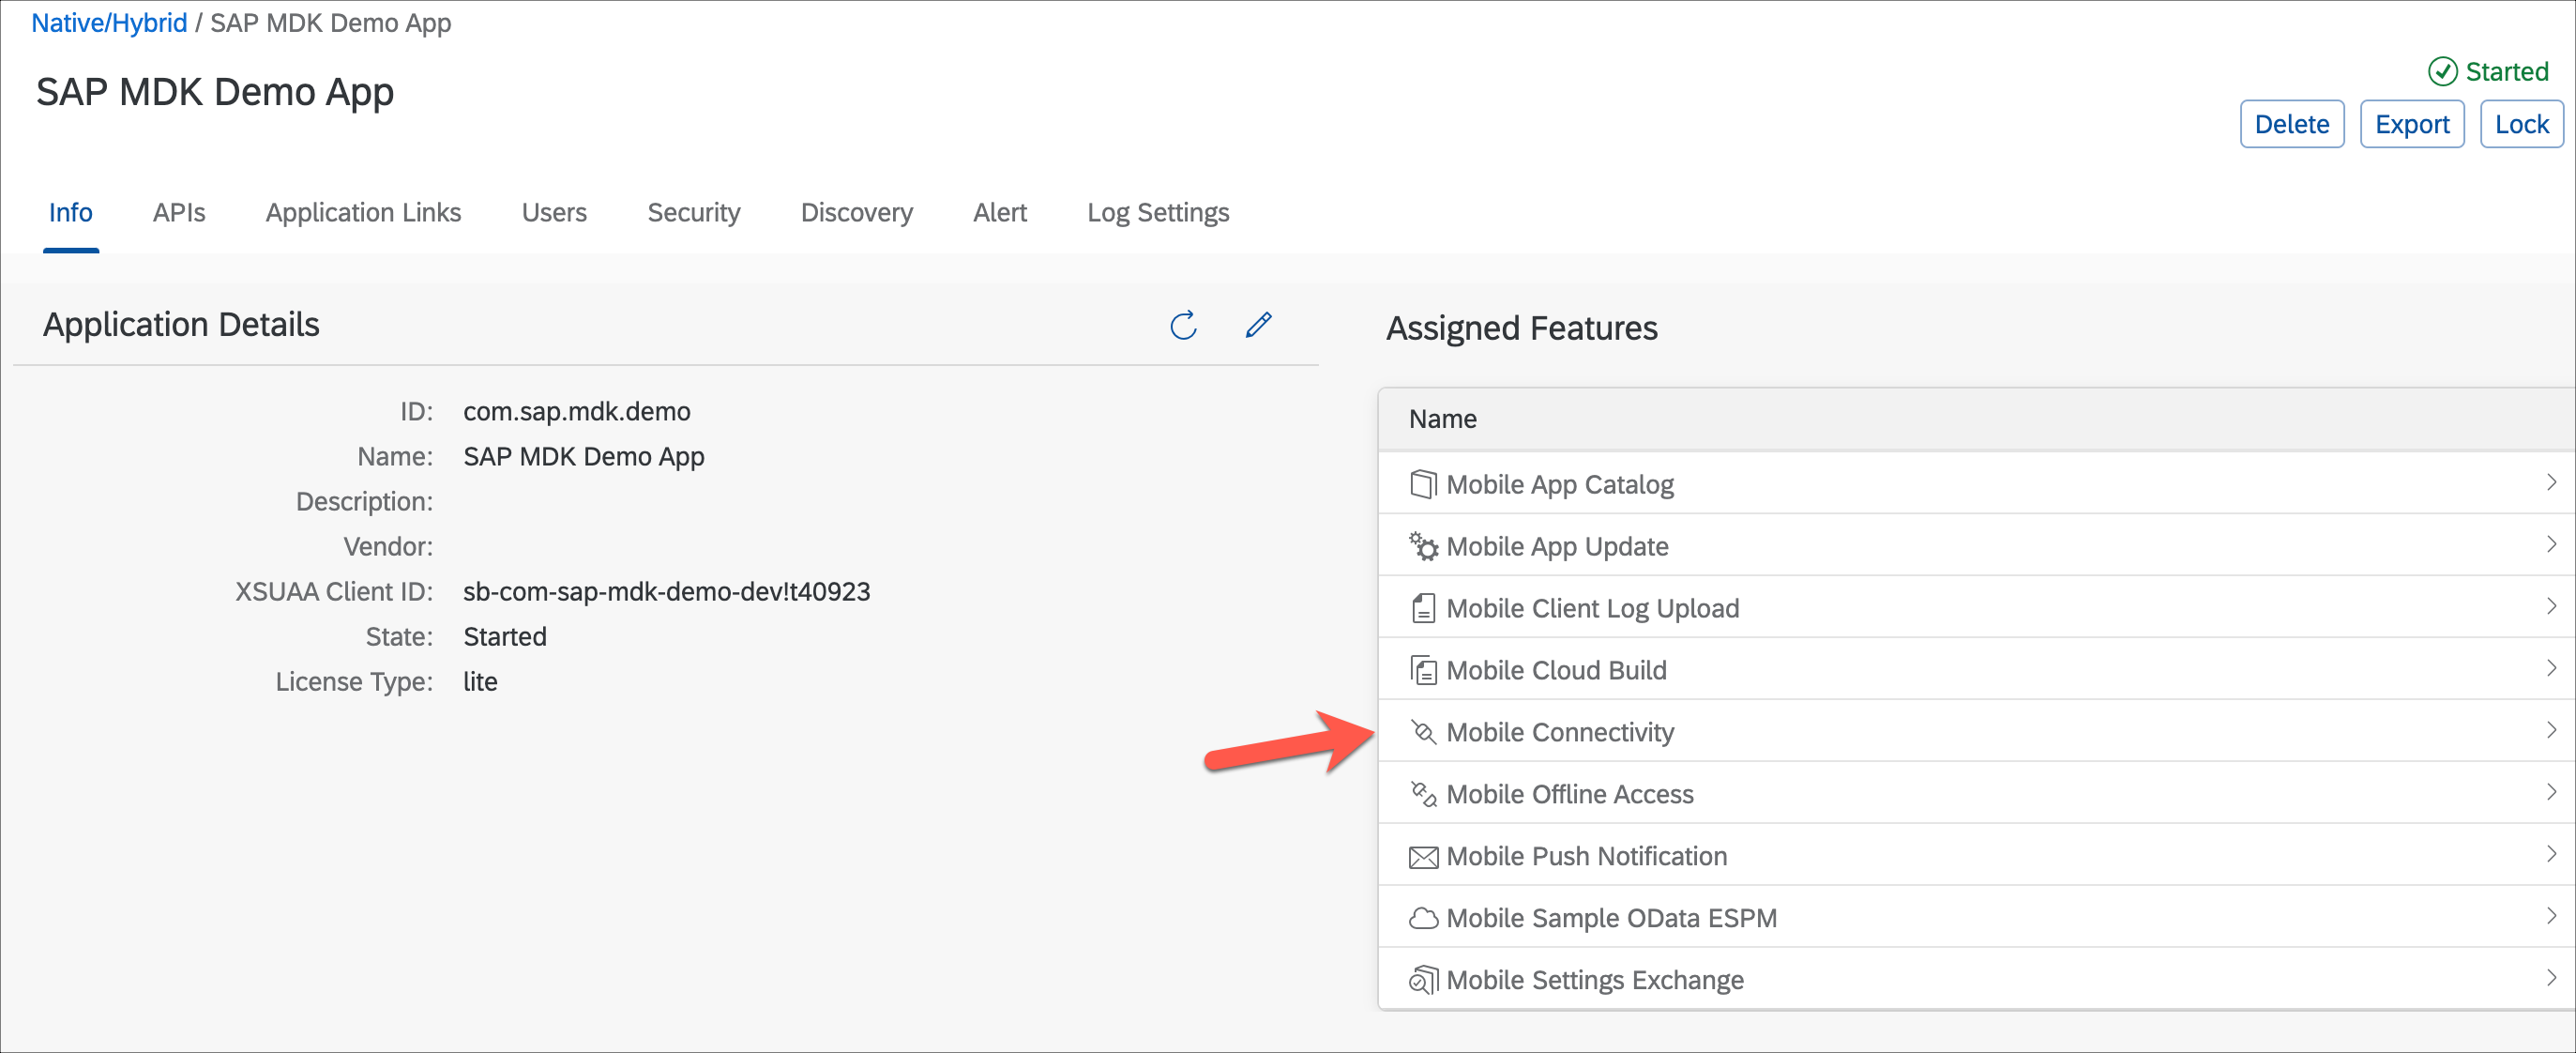 Native/Hybrid / SAP MDK Demo App
SAP MDK Demo App
Started
Delete Export Lock
Info APIs Application Links Users Security Discovery Alert Log Settings
Application Details
ID: com.sap.mdk.demo
Name: SAP MDK Demo App
Description:
Vendor:
XSUAA Client ID: sb-com-sap-mdk-demo-dev!t40923
State: Started
License Type: lite
Assigned Features
Name
Mobile App Catalog
Mobile App Update
Mobile Client Log Upload
Mobile Cloud Build
Mobile Connectivity
Mobile Offline Access
Mobile Push Notification
Mobile Sample OData ESPM
Mobile Settings Exchange